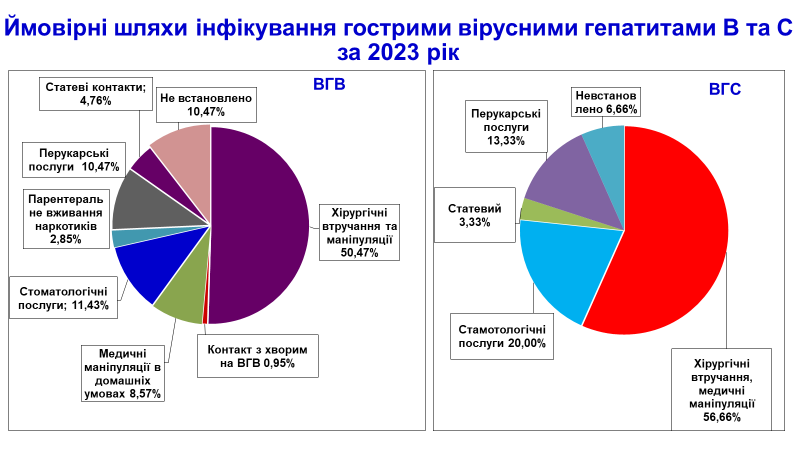 Ймовірні шляхи інфікування гострими вірусними гепатитами В та С
за 2023 рік
ВГВ
Статеві контакти;
4,76%
Не встановлено
10,47%
Перукарські
послуги 10,47%
Парентераль
не вживання
наркотиків
2,85%
Хірургічні
втручання та
маніпуляції
50,47%
Стоматологічні
послуги; 11,43%
Медичні
маніпуляції в
домашніх
умовах 8,57%
Контакт з хворим
на ВГВ 0,95%
ВГС
Невстанов
лено 6,66%
Перукарські
послуги
13,33%
Статевий
3,33%
Стамотологічні
послуги 20,00%
Хірургічні
втручання,
медичні
маніпуляції
56,66%